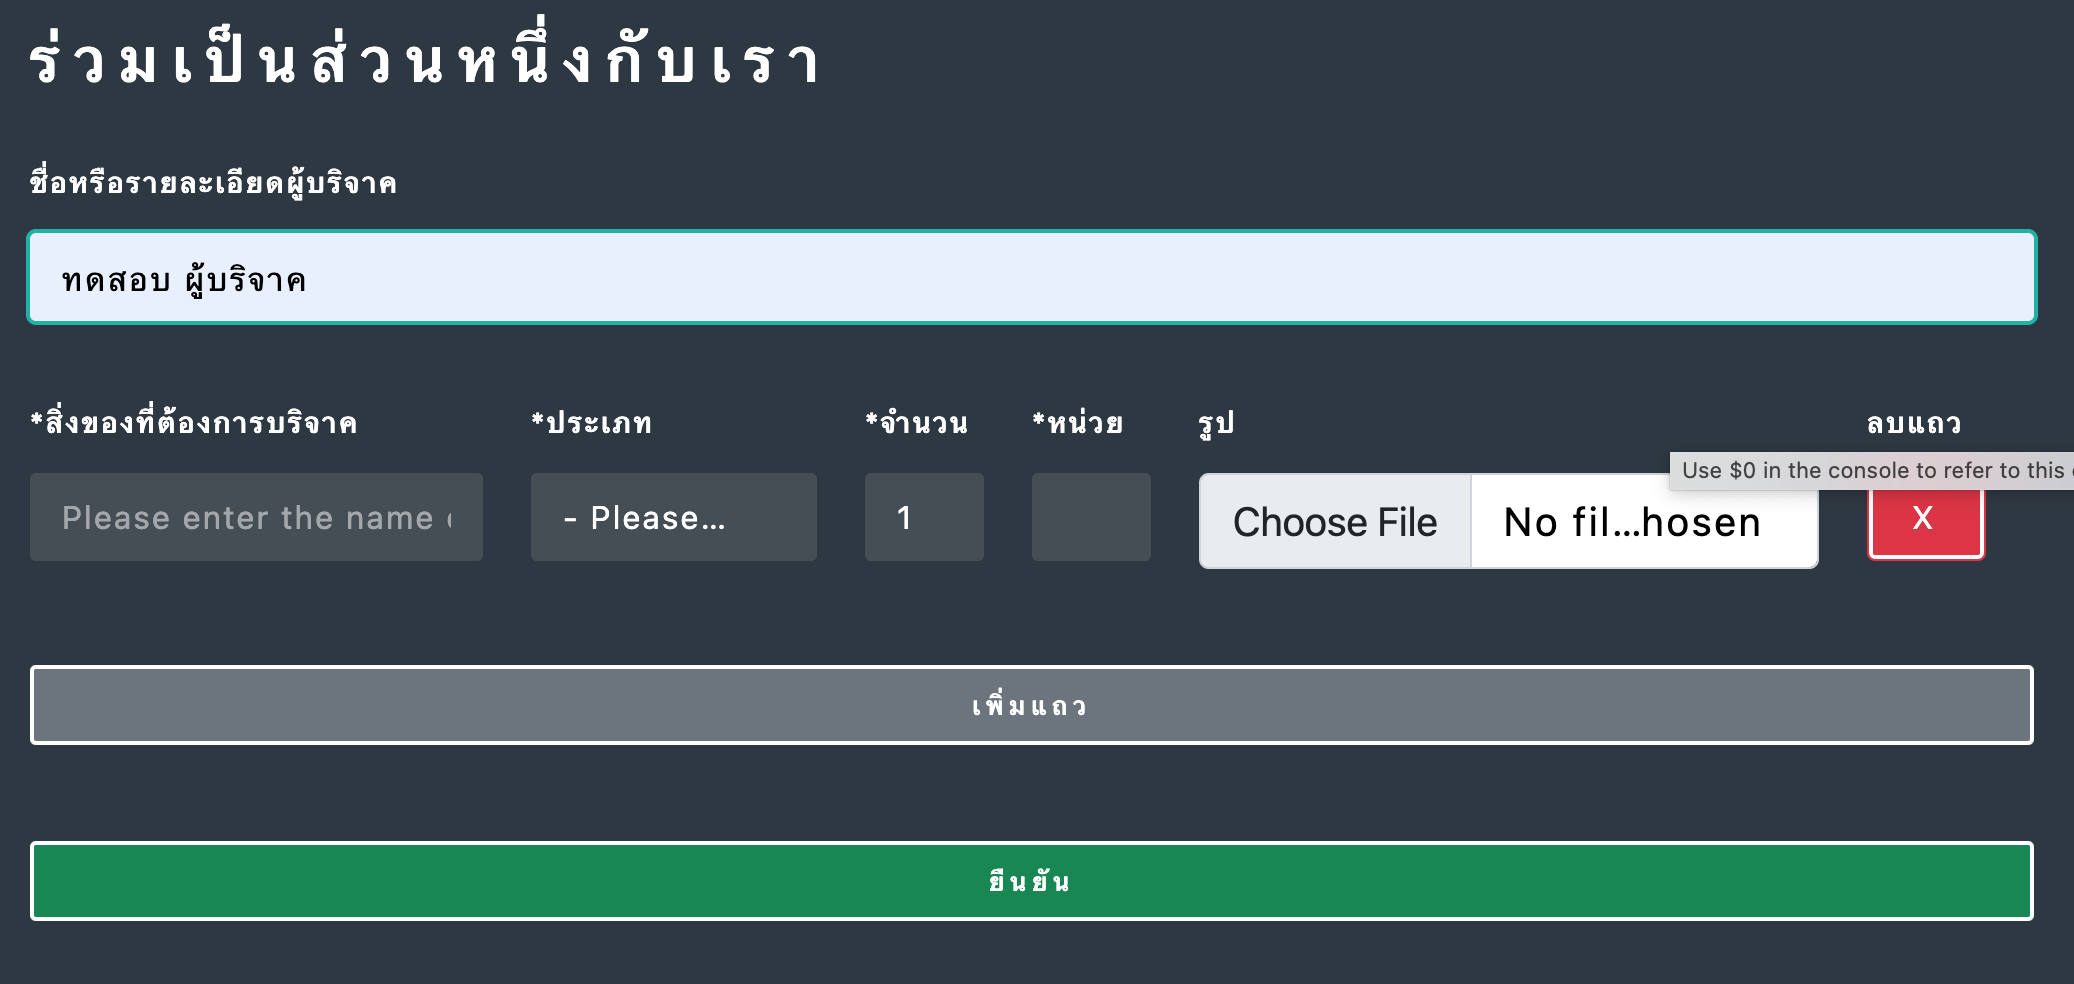 ร่วมเป็นส่วนหนึ่งกับเรา
ชื่อหรือรายละเอียดผู้บริจาค
ทดสอบ ผู้บริจาค
*สิ่งของที่ต้องการบริจาค *ประเภท *จำนวน *หน่วย รูป ลบแถว
Use $0 in the console to refer to this
Please enter the name - Please... 1 Choose File No fil...hosen X
เพิ่มแถว
ยืนยัน